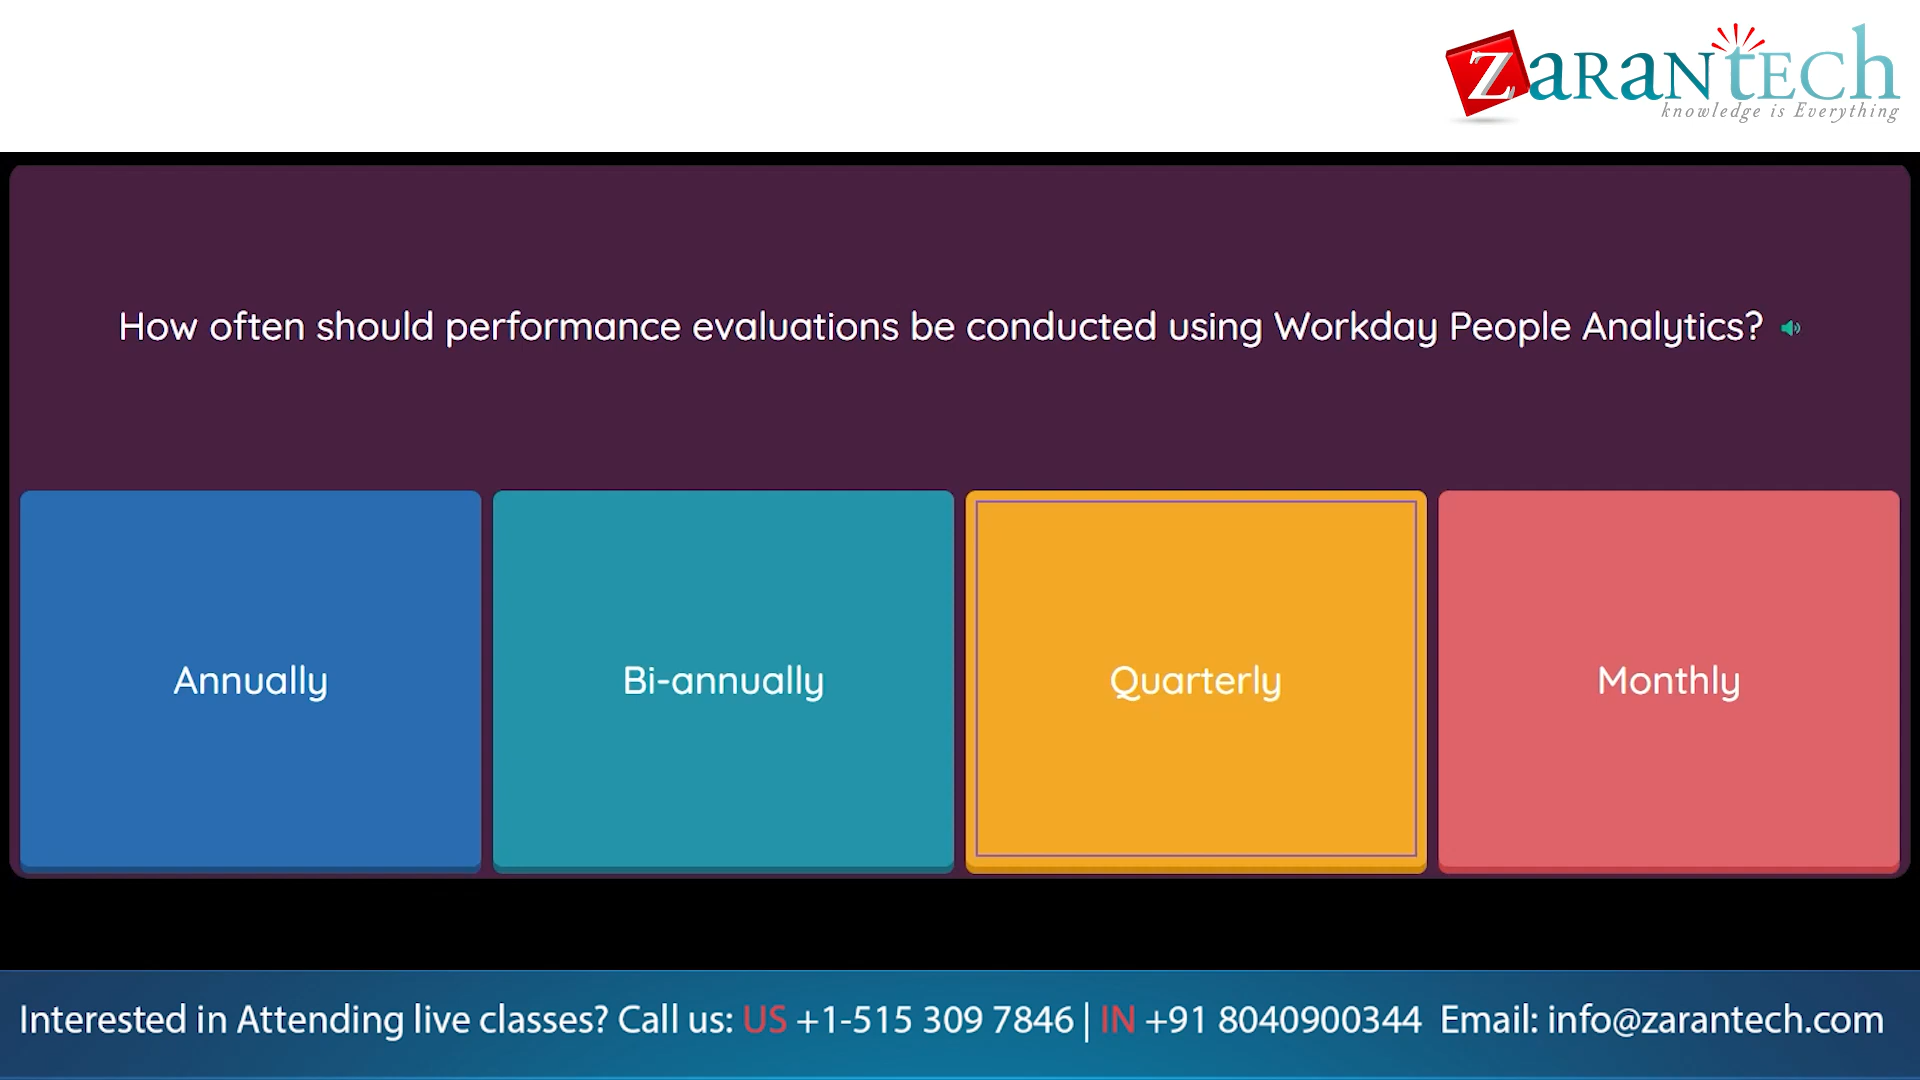 ZaranTech
knowledge is Everything
How often should performance evaluations be conducted using Workday People Analytics?
Annually
Bi-annually
Quarterly
Monthly
Interested in Attending live classes? Call us: US +1-515 309 7846 | IN +91 8040900344 Email: info@zarantech.com